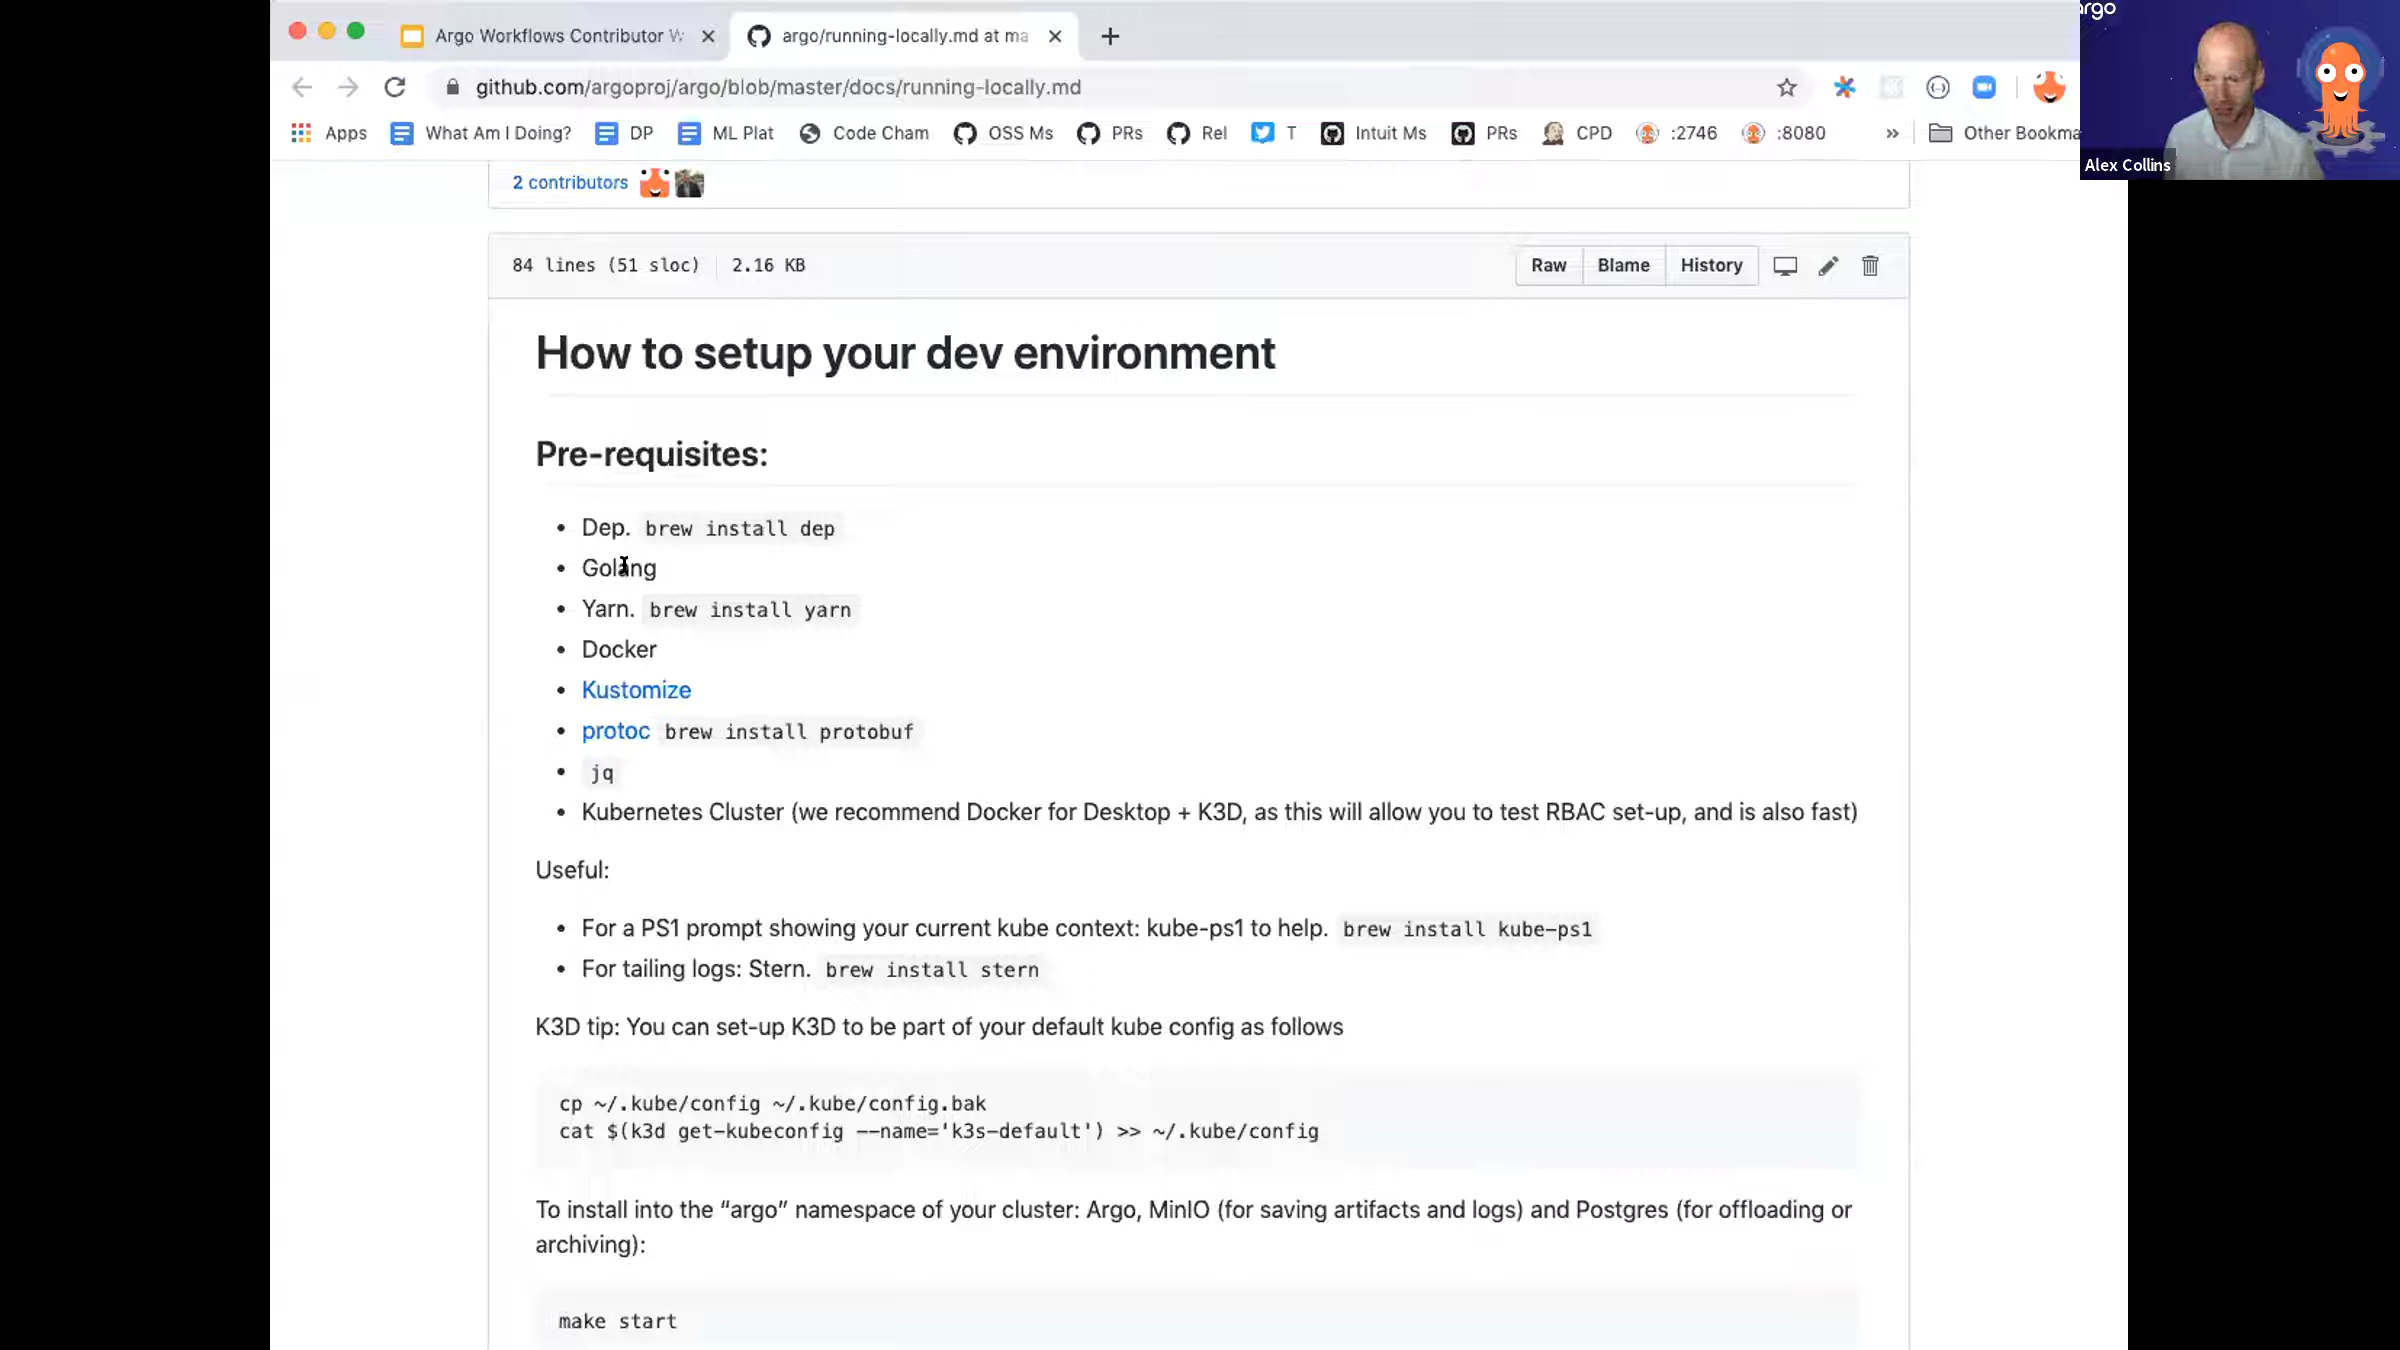 Argo Workflows Contributor W
argo/running-locally.md at ma
argo
github.com/argoproj/argo/blob/master/docs/running-locally.md
Apps
What Am I Doing?
DP
ML Plat
Code Cham
OSS Ms
PRs
Rel
T
Intuit Ms
PRs
CPD
:2746
:8080
»
Other Bookma
Alex Collins
2 contributors
84 lines (51 sloc)
2.16 KB
Raw
Blame
History
How to setup your dev environment
Pre-requisites:
• Dep. brew install dep
• Golang
• Yarn. brew install yarn
• Docker
• Kustomize
• protoc brew install protobuf
• jq
• Kubernetes Cluster (we recommend Docker for Desktop + K3D, as this will allow you to test RBAC set-up, and is also fast)
Useful:
• For a PS1 prompt showing your current kube context: kube-ps1 to help. brew install kube-ps1
• For tailing logs: Stern. brew install stern
K3D tip: You can set-up K3D to be part of your default kube config as follows
cp ~/.kube/config ~/.kube/config.bak
cat $(k3d get-kubeconfig --name='k3s-default') >> ~/.kube/config
To install into the “argo” namespace of your cluster: Argo, MinIO (for saving artifacts and logs) and Postgres (for offloading or
archiving):
make start